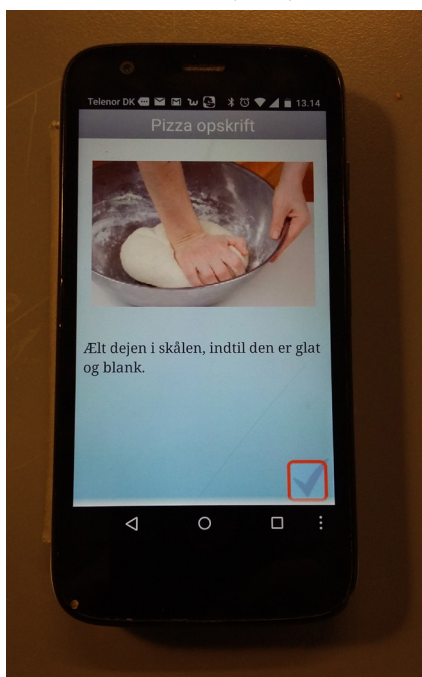 Telenor DK 13.14
Pizza opskrift
Ælt dejen i skålen, indtil den er glat
og blank.